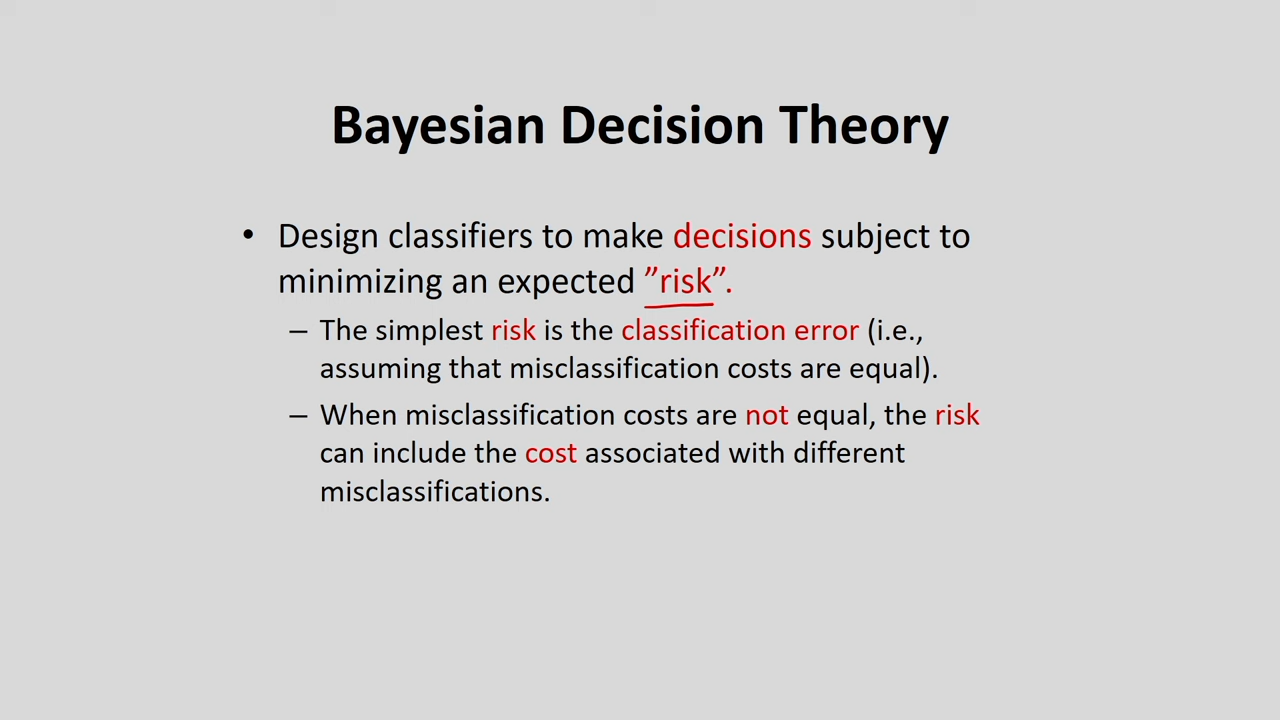 Bayesian Decision Theory
• Design classifiers to make decisions subject to
minimizing an expected ”risk”.
– The simplest risk is the classification error (i.e.,
assuming that misclassification costs are equal).
– When misclassification costs are not equal, the risk
can include the cost associated with different
misclassifications.